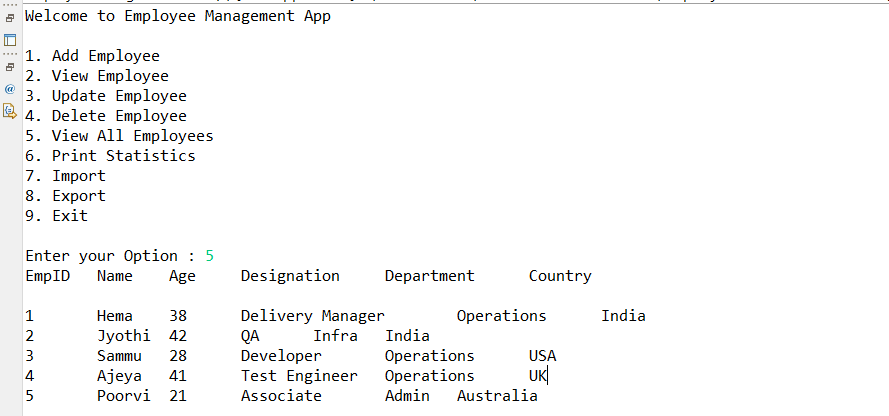 Welcome to Employee Management App
1. Add Employee
2. View Employee
3. Update Employee
4. Delete Employee
5. View All Employees
6. Print Statistics
7. Import
8. Export
9. Exit
Enter your Option : 5
EmpID Name Age Designation Department Country
1 Hema 38 Delivery Manager Operations India
2 Jyothi 42 QA Infra India
3 Sammu 28 Developer Operations USA
4 Ajeya 41 Test Engineer Operations UK
5 Poorvi 21 Associate Admin Australia